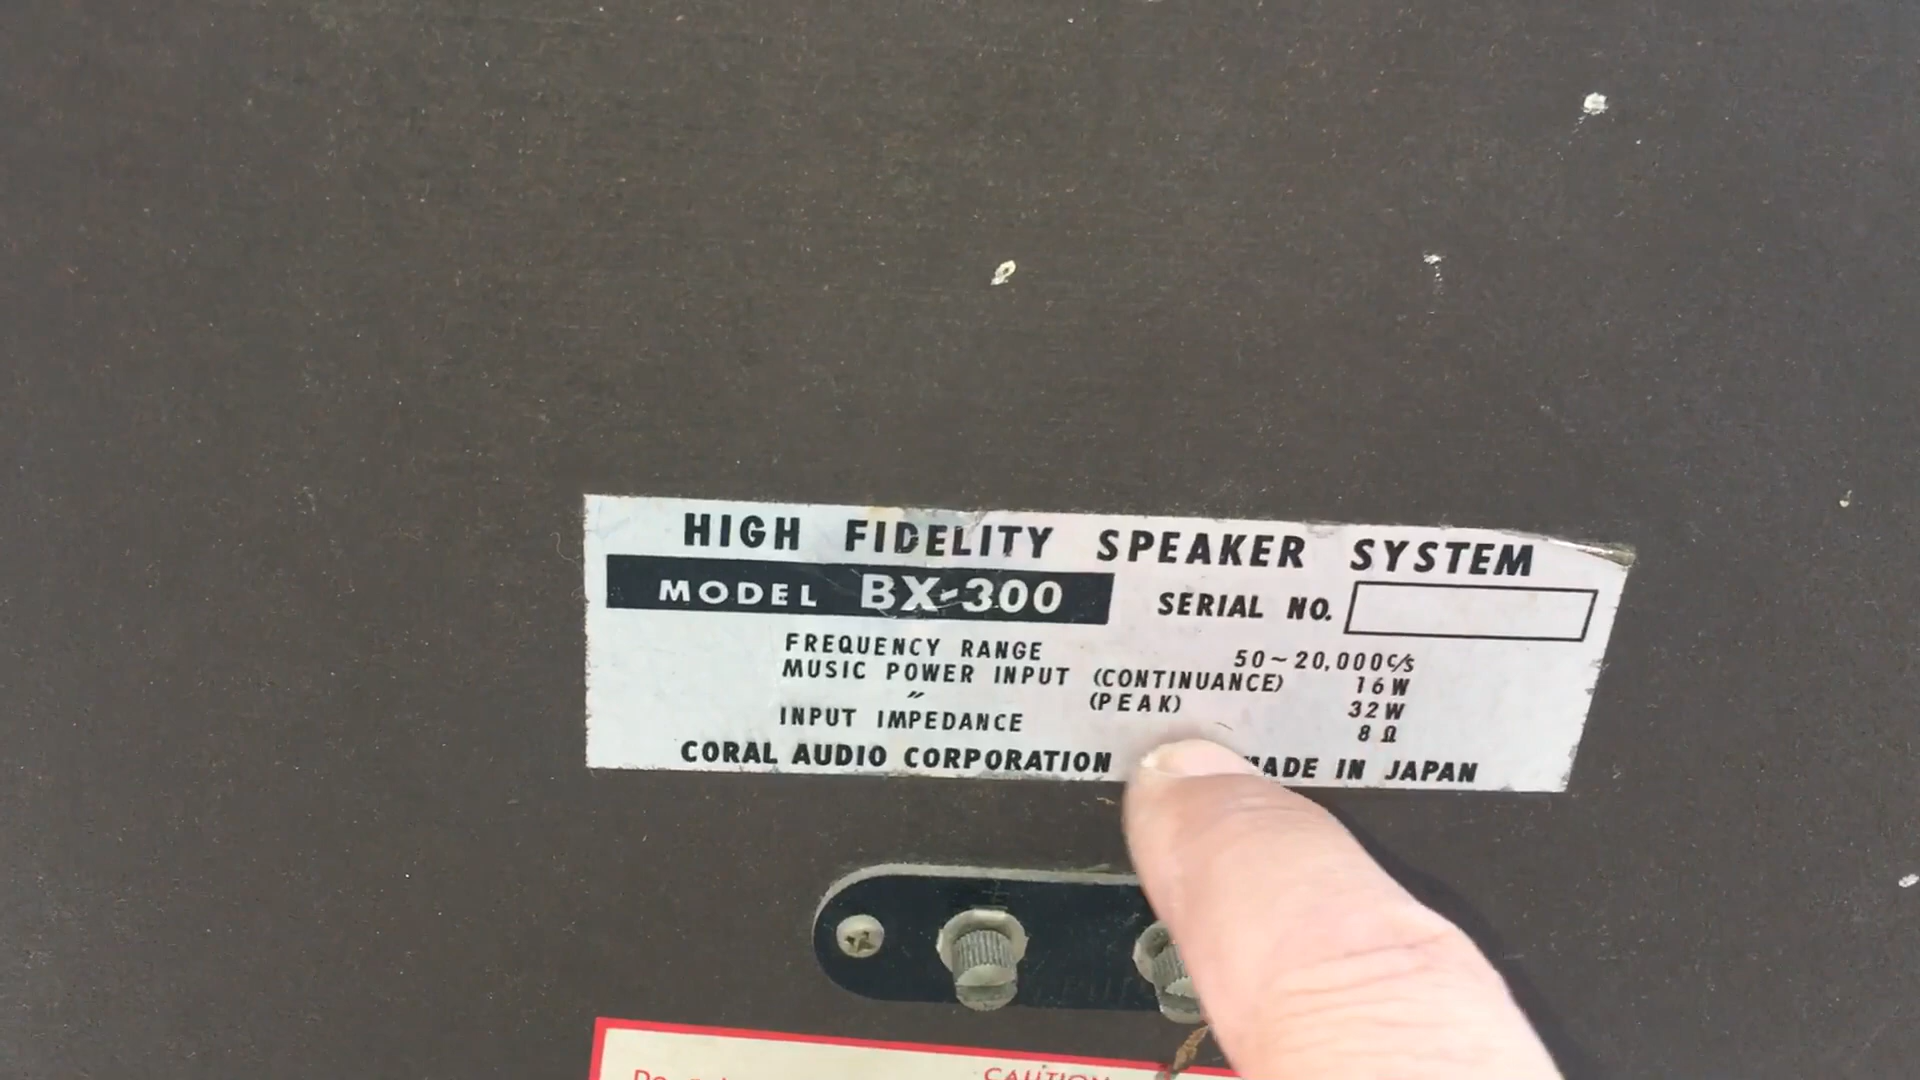 HIGH FIDELITY SPEAKER SYSTEM
MODEL BX-300 SERIAL NO.
FREQUENCY RANGE 50~20,000c/s
MUSIC POWER INPUT (CONTINUANCE) 16W
〃 (PEAK) 32W
INPUT IMPEDANCE 8Ω
CORAL AUDIO CORPORATION MADE IN JAPAN
CAUTION